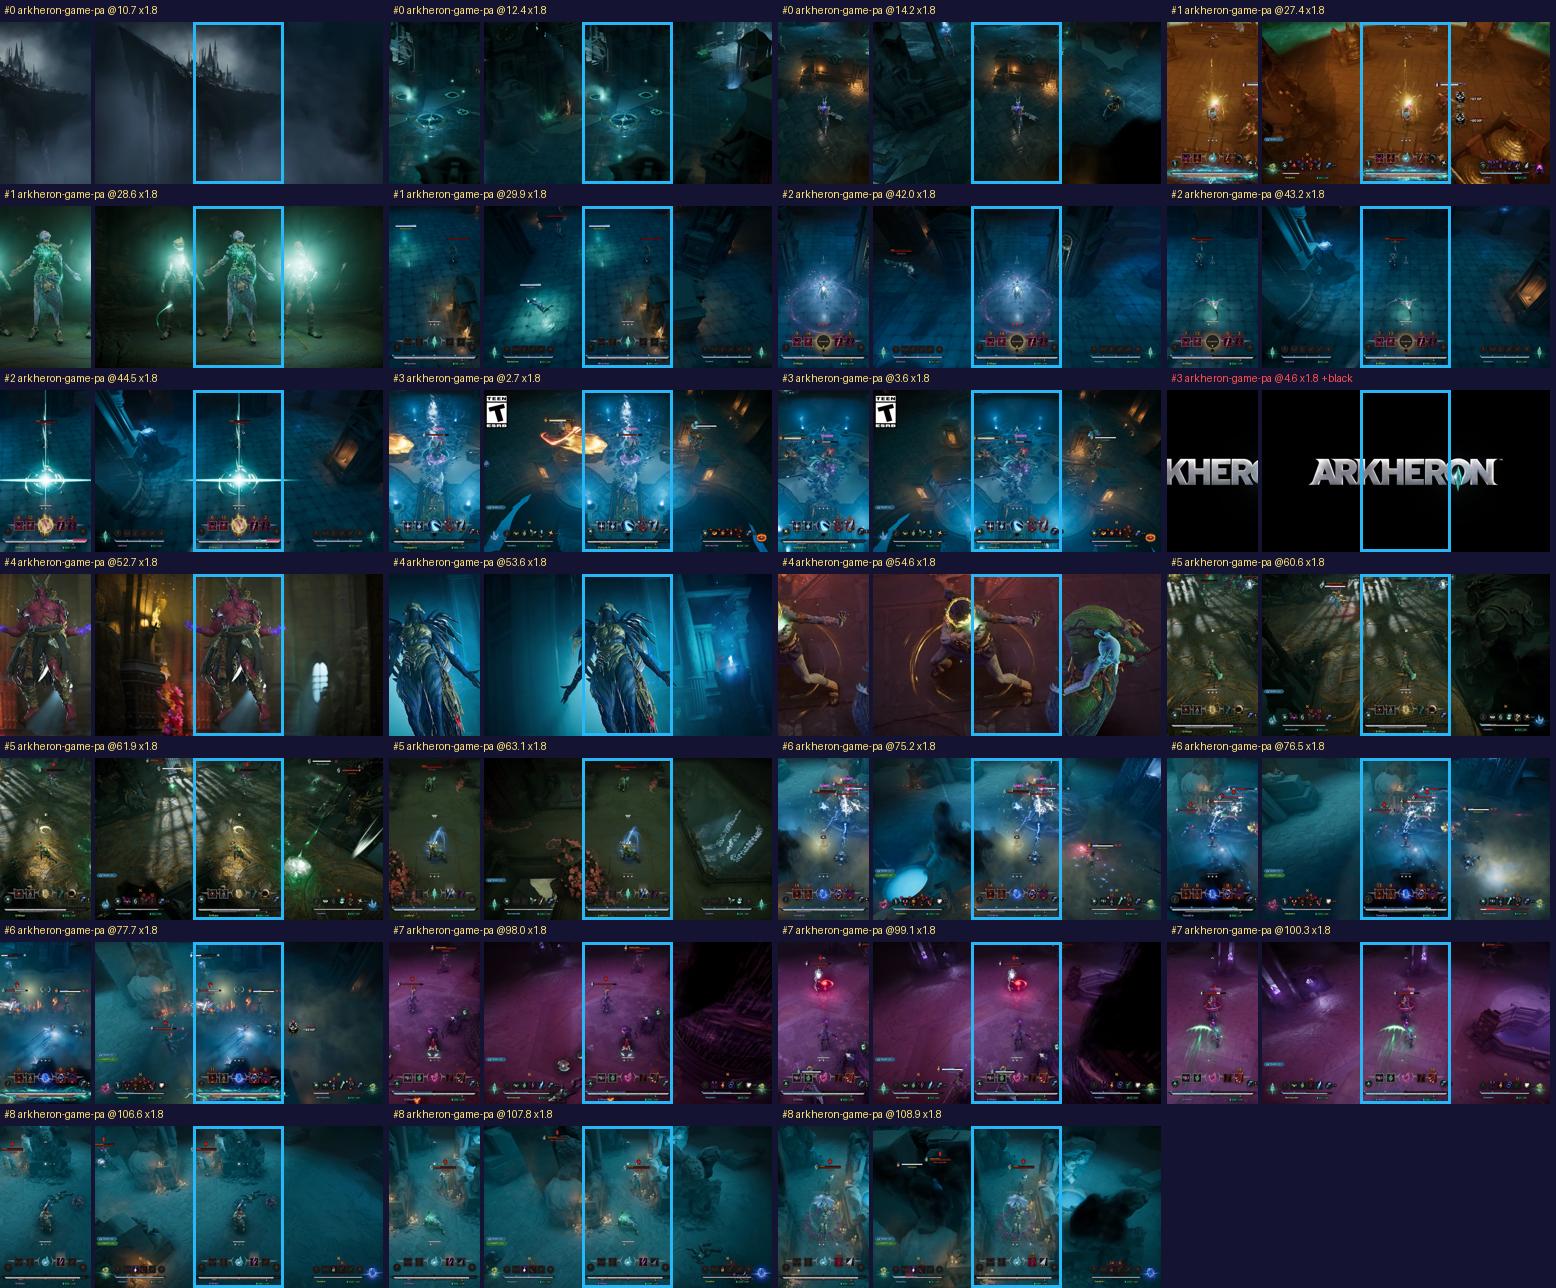 #0 arkheron-game-pa @10.7 x1.8
#0 arkheron-game-pa @12.4 x1.8
#0 arkheron-game-pa @14.2 x1.8
#1 arkheron-game-pa @27.4 x1.8
#1 arkheron-game-pa @28.6 x1.8
#1 arkheron-game-pa @29.9 x1.8
#2 arkheron-game-pa @42.0 x1.8
#2 arkheron-game-pa @43.2 x1.8
#2 arkheron-game-pa @44.5 x1.8
#3 arkheron-game-pa @2.7 x1.8
#3 arkheron-game-pa @3.6 x1.8
#3 arkheron-game-pa @4.6 x1.8 +black
TEEN
T
ESRB
TEEN
T
ESRB
KHERO
ARKHERON
#4 arkheron-game-pa @52.7 x1.8
#4 arkheron-game-pa @53.6 x1.8
#4 arkheron-game-pa @54.6 x1.8
#5 arkheron-game-pa @60.6 x1.8
#5 arkheron-game-pa @61.9 x1.8
#5 arkheron-game-pa @63.1 x1.8
#6 arkheron-game-pa @75.2 x1.8
#6 arkheron-game-pa @76.5 x1.8
#6 arkheron-game-pa @77.7 x1.8
#7 arkheron-game-pa @98.0 x1.8
#7 arkheron-game-pa @99.1 x1.8
#7 arkheron-game-pa @100.3 x1.8
#8 arkheron-game-pa @106.6 x1.8
#8 arkheron-game-pa @107.8 x1.8
#8 arkheron-game-pa @108.9 x1.8